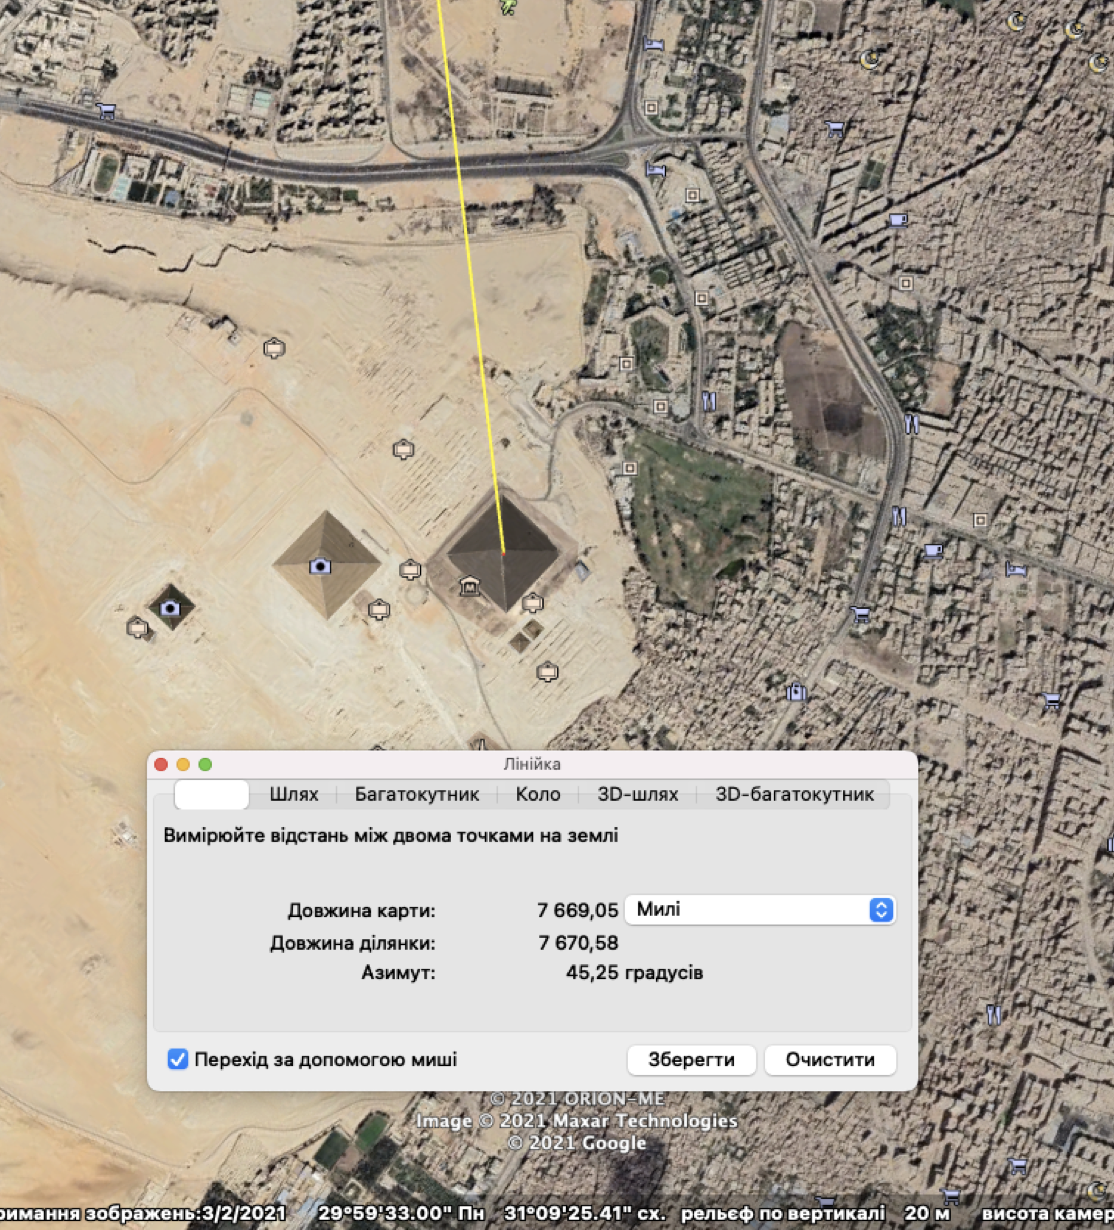 Лінійка
Шлях Багатокутник Коло 3D-шлях 3D-багатокутник
Вимірюйте відстань між двома точками на землі
Довжина карти: 7 669,05 Милі
Довжина ділянки: 7 670,58
Азимут: 45,25 градусів
Перехід за допомогою миші Зберегти Очистити
© 2021 ORION-ME
Image © 2021 Maxar Technologies
© 2021 Google
римання зображень:3/2/2021 29°59'33.00" Пн 31°09'25.41" сх. рельєф по вертикалі 20 м висота камер